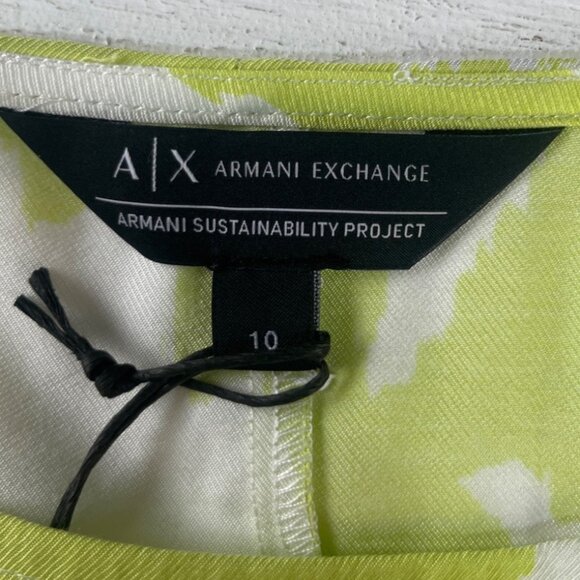 A|X ARMANI EXCHANGE
ARMANI SUSTAINABILITY PROJECT
10